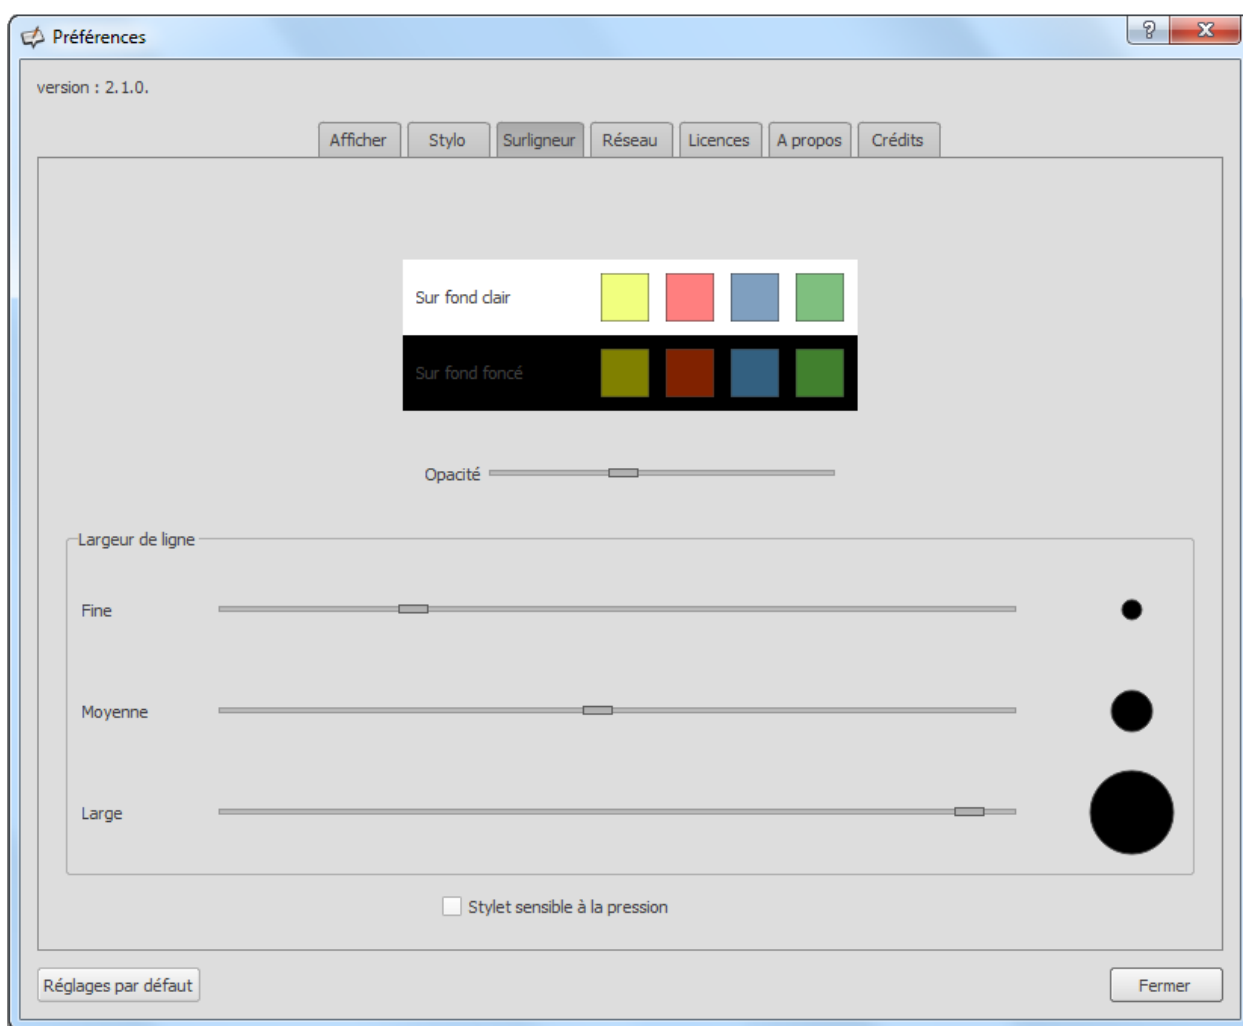 Préférences
version : 2.1.0.
Afficher Stylo Surligneur Réseau Licences A propos Crédits
Sur fond clair
Sur fond foncé
Opacité
Largeur de ligne
Fine
Moyenne
Large
Stylet sensible à la pression
Réglages par défaut Fermer